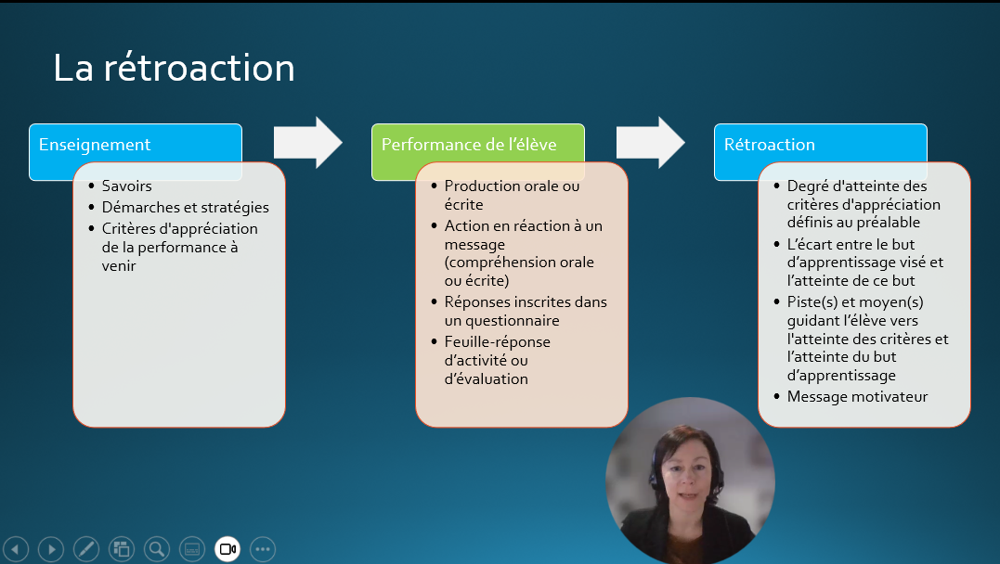 La rétroaction
Enseignement
• Savoirs
• Démarches et stratégies
• Critères d'appréciation
de la performance à
venir
Performance de l’élève
• Production orale ou
écrite
• Action en réaction à un
message
(compréhension orale
ou écrite)
• Réponses inscrites dans
un questionnaire
• Feuille-réponse
d’activité ou
d’évaluation
Rétroaction
• Degré d'atteinte des
critères d'appréciation
définis au préalable
• L’écart entre le but
d’apprentissage visé et
l’atteinte de ce but
• Piste(s) et moyen(s)
guidant l’élève vers
l'atteinte des critères et
l’atteinte du but
d’apprentissage
• Message motivateur